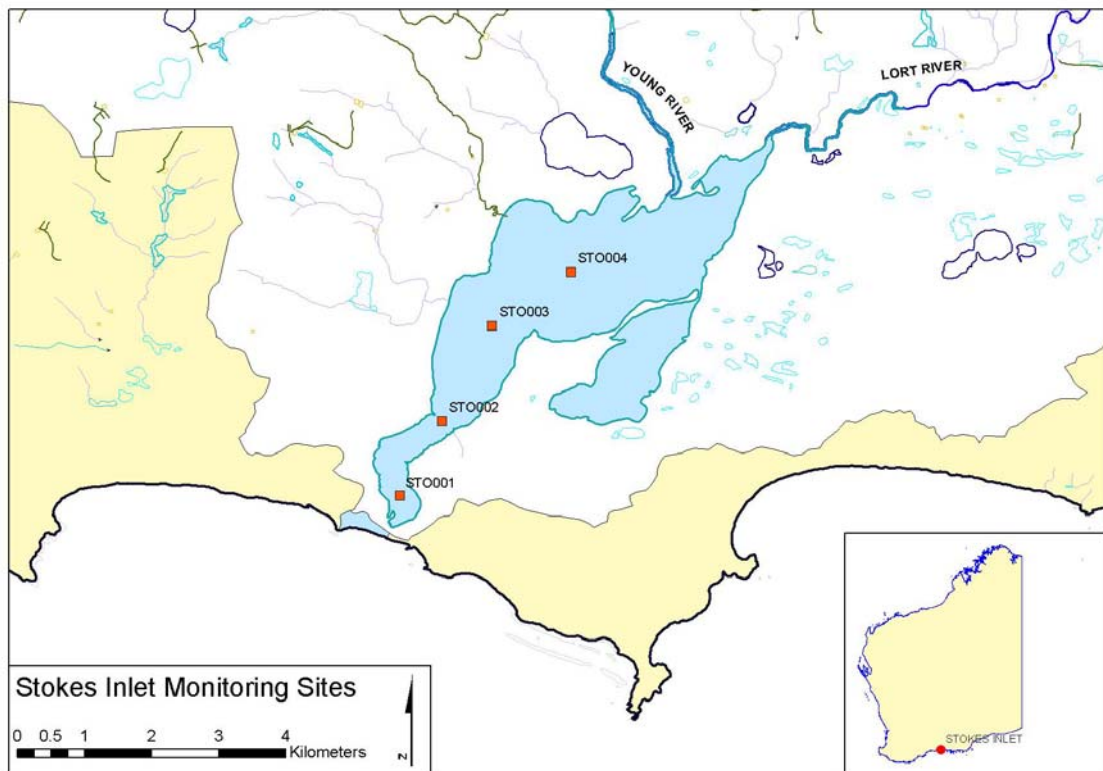 YOUNG RIVER
LORT RIVER
STO004
STO003
STO002
STO001
Stokes Inlet Monitoring Sites
0 0.5 1 2 3 4
Kilometers
N
STOKES INLET